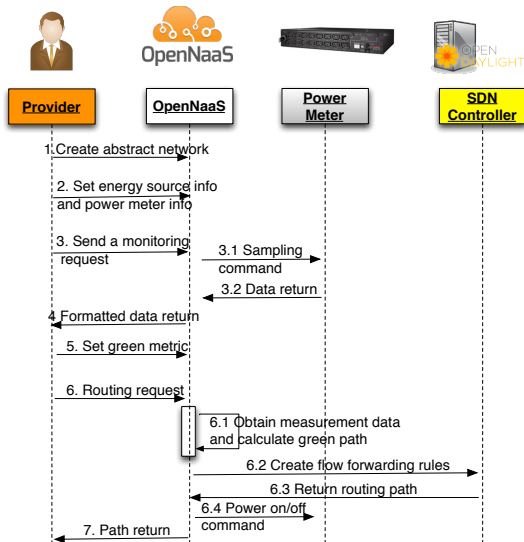 OpenNaaS
OPEN
DAYLIGHT
Provider
OpenNaaS
Power
Meter
SDN
Controller
1.Create abstract network
2. Set energy source info
and power meter info
3. Send a monitoring
request
3.1 Sampling
command
3.2 Data return
4 Formatted data return
5. Set green metric
6. Routing request
6.1 Obtain measurement data
and calculate green path
6.2 Create flow forwarding rules
6.3 Return routing path
6.4 Power on/off
command
7. Path return